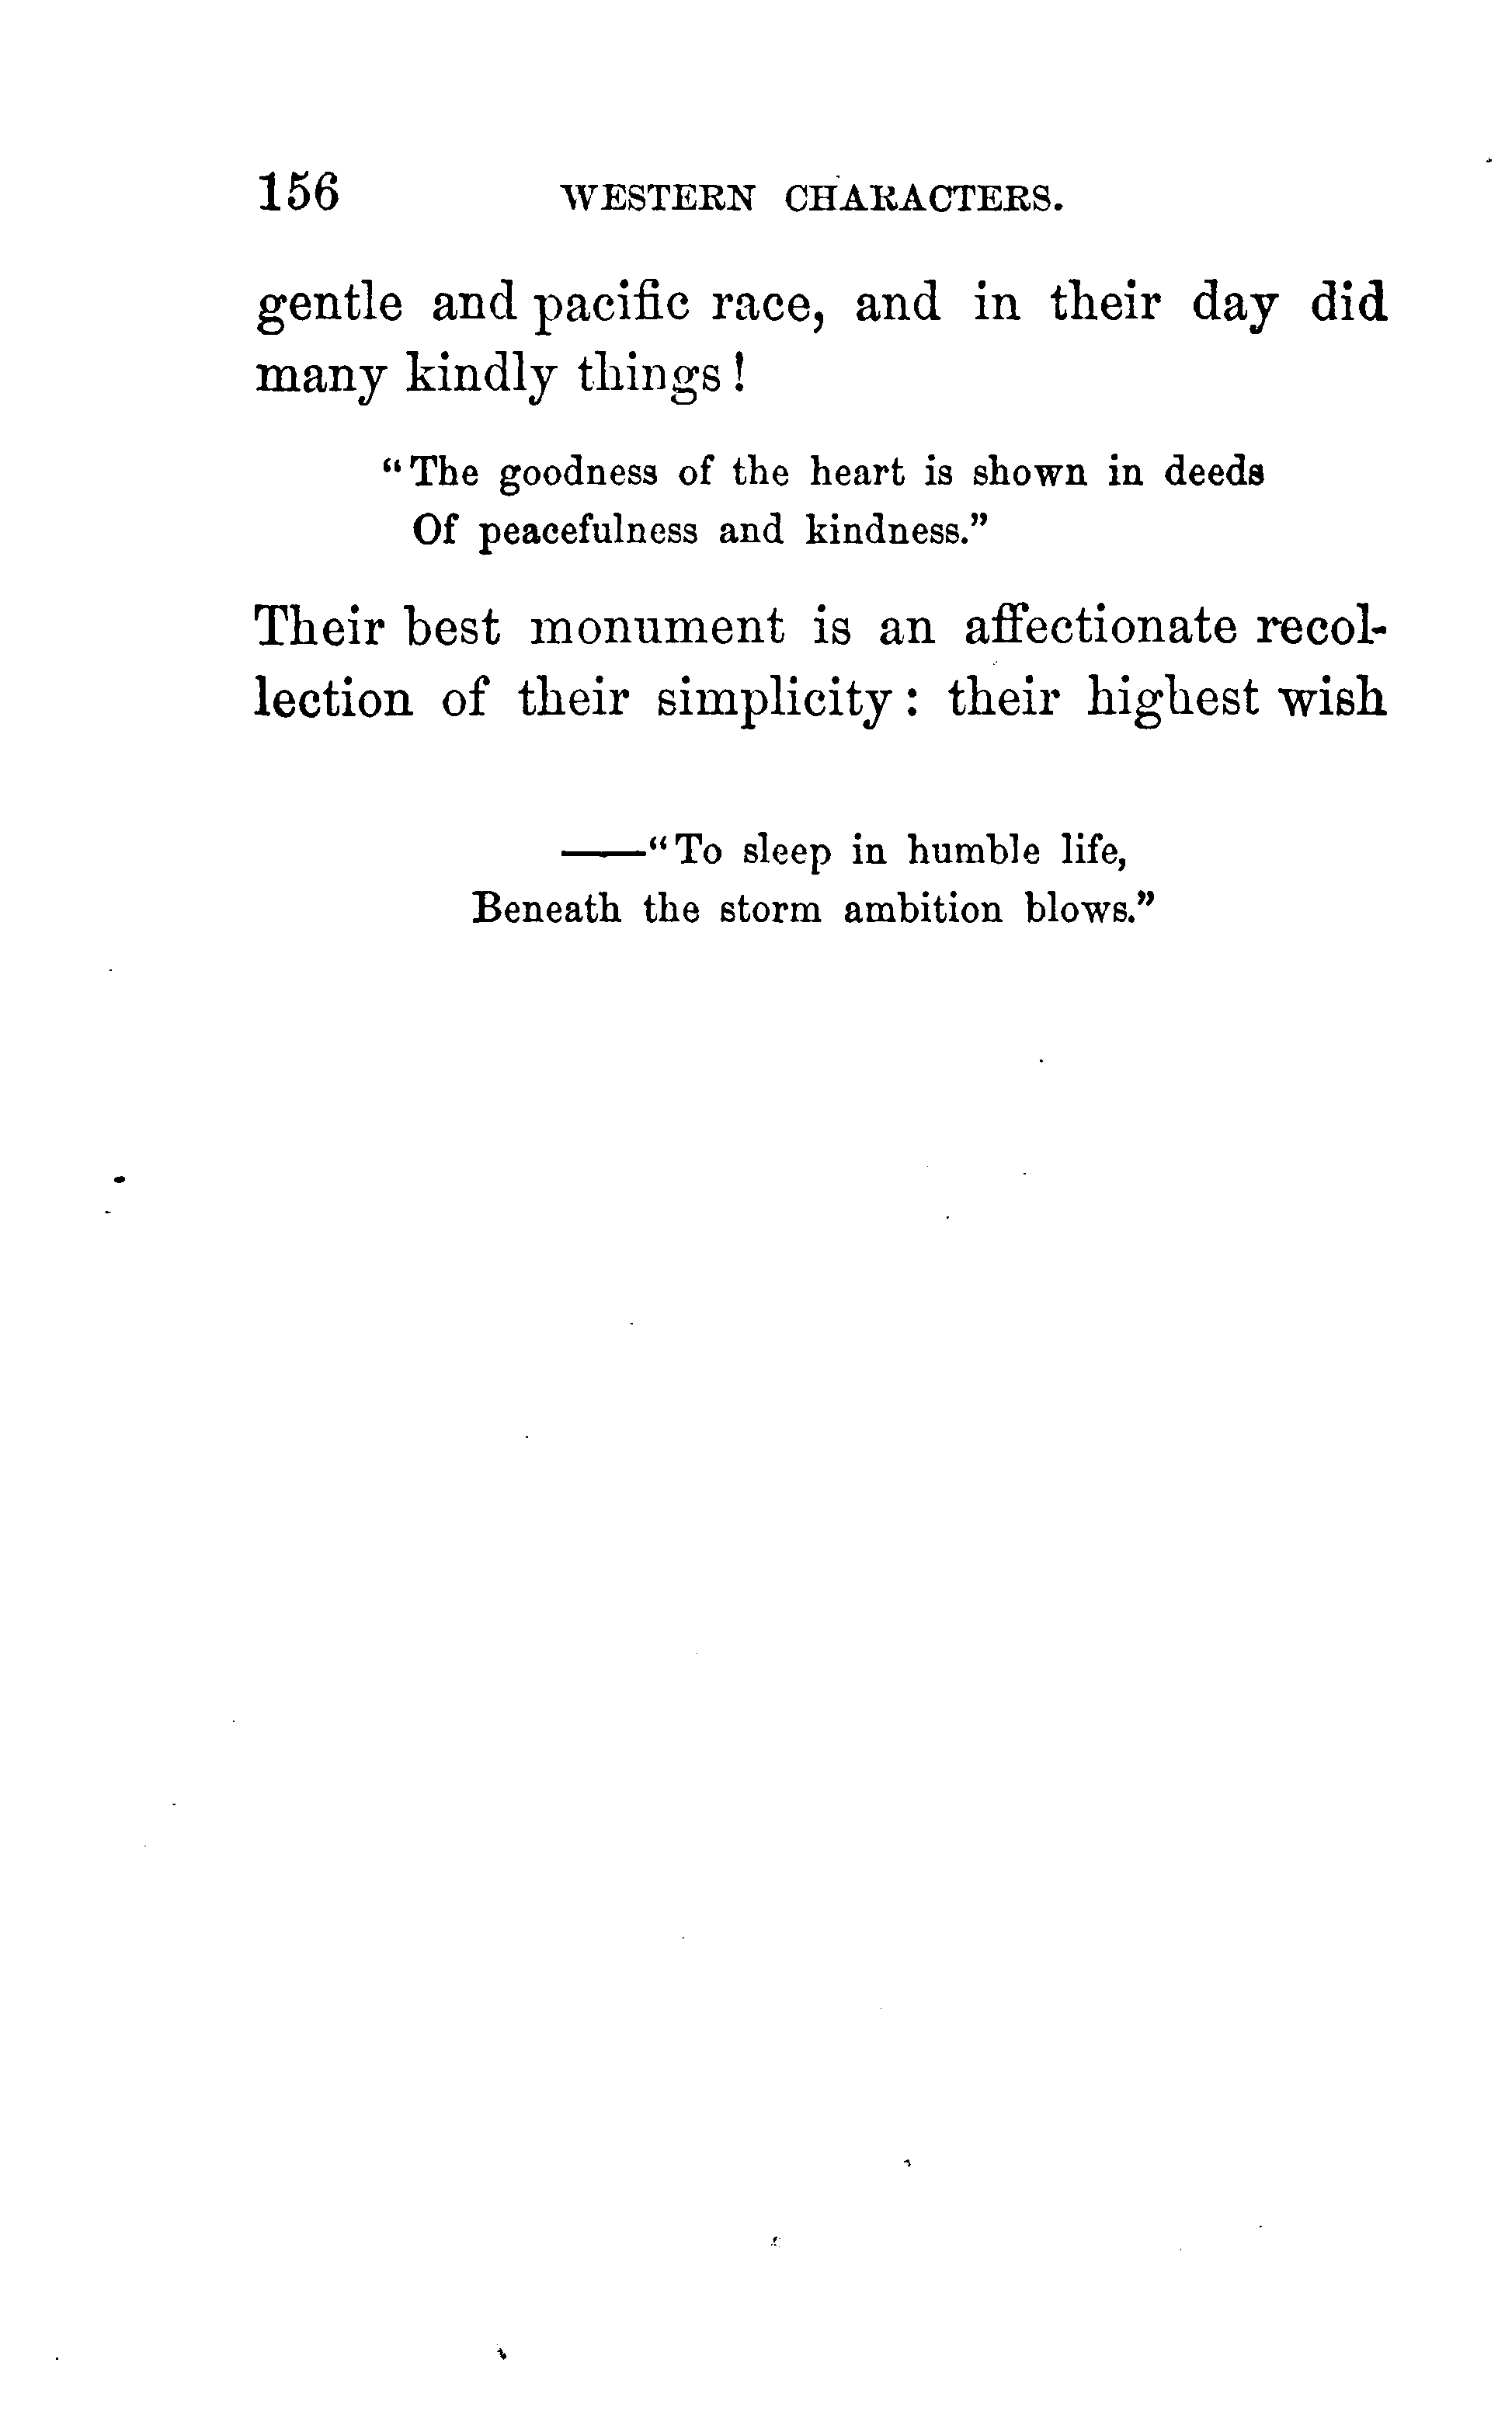 156 WESTERN CHARACTERS.
gentle and pacific race, and in their day did
many kindly things!
"The goodness of the heart is shown in deeds
Of peacefulness and kindness."
Their best monument is an affectionate recol-
lection of their simplicity: their highest wish
——"To sleep in humble life,
Beneath the storm ambition blows."